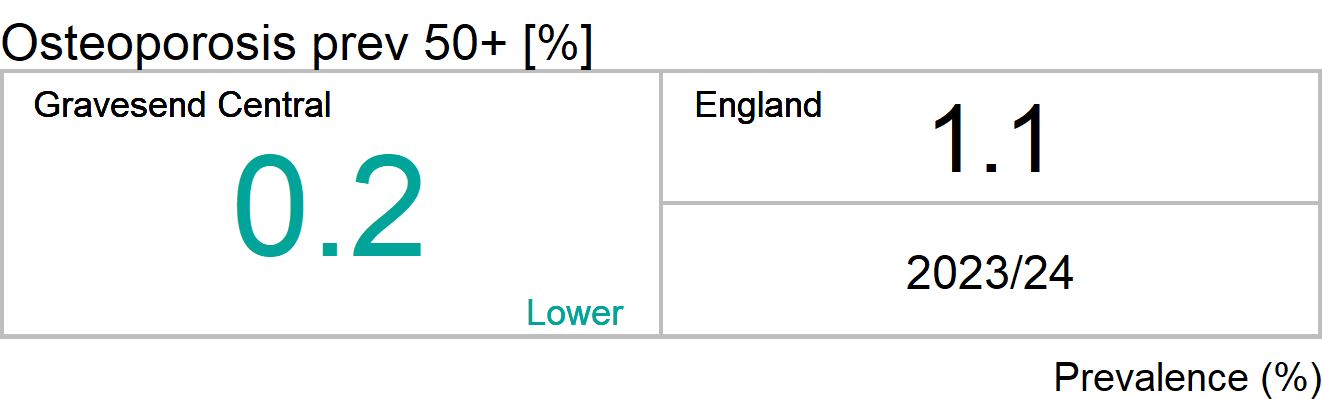 Osteoporosis prev 50+ [%]
Gravesend Central
0.2
Lower
England
1.1
2023/24
Prevalence (%)